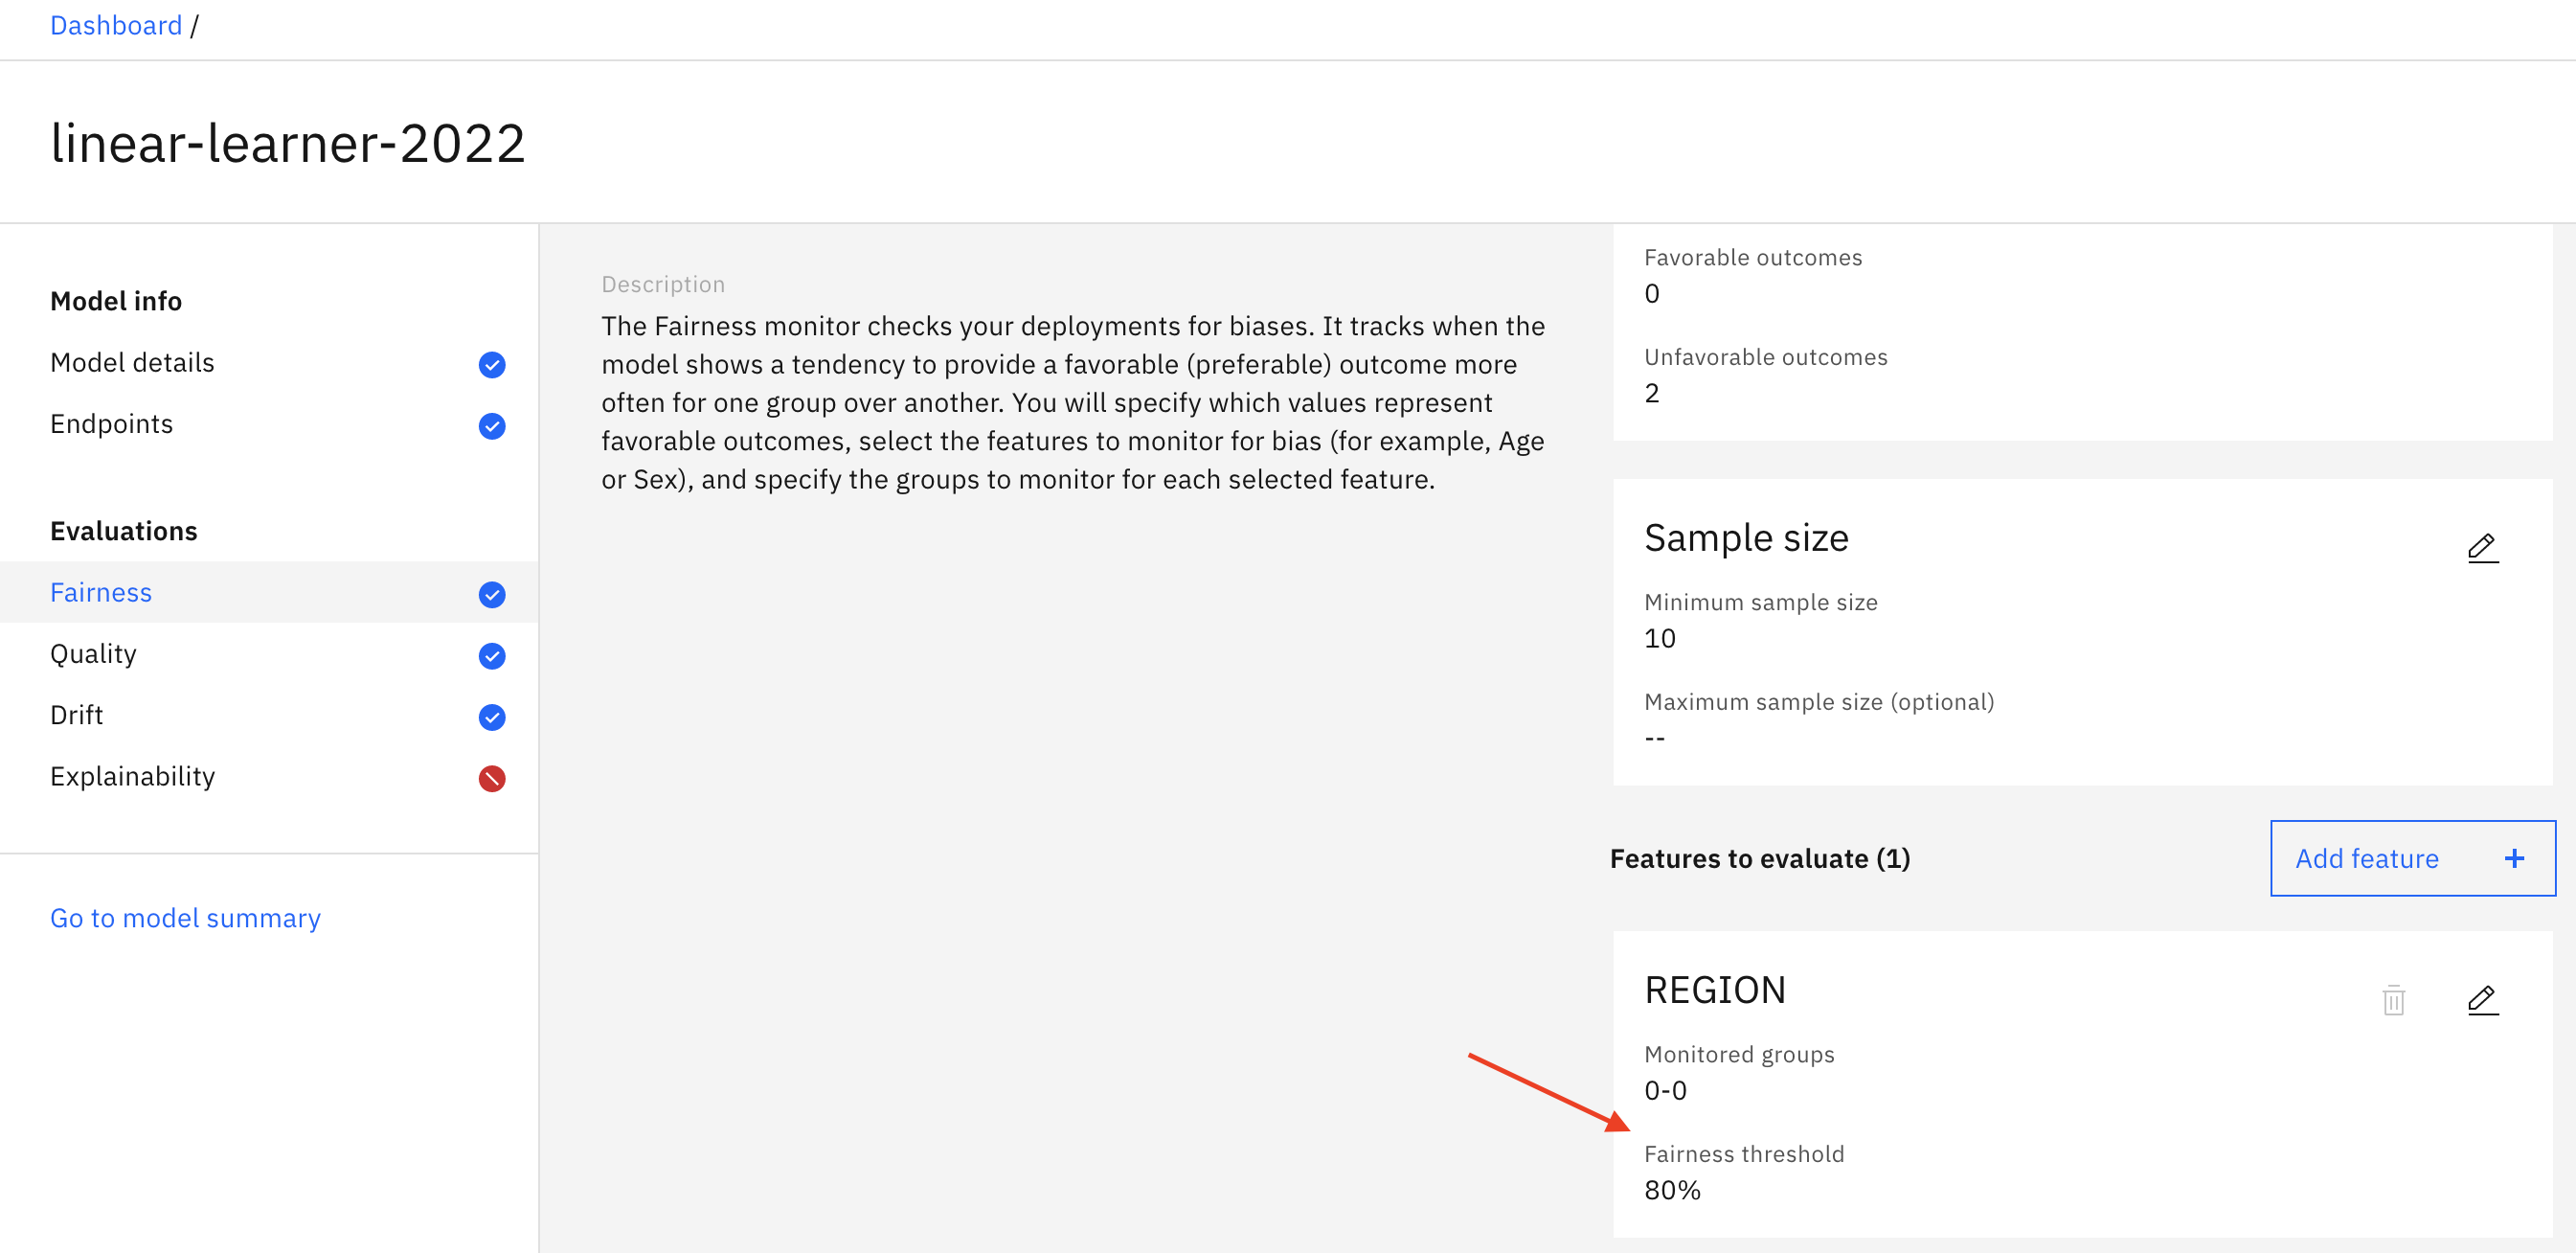 Dashboard /
linear-learner-2022
Model info
Model details
Endpoints
Evaluations
Fairness
Quality
Drift
Explainability
Go to model summary
Description
The Fairness monitor checks your deployments for biases. It tracks when the
model shows a tendency to provide a favorable (preferable) outcome more
often for one group over another. You will specify which values represent
favorable outcomes, select the features to monitor for bias (for example, Age
or Sex), and specify the groups to monitor for each selected feature.
Favorable outcomes
0
Unfavorable outcomes
2
Sample size
Minimum sample size
10
Maximum sample size (optional)
--
Features to evaluate (1)
Add feature +
REGION
Monitored groups
0-0
Fairness threshold
80%